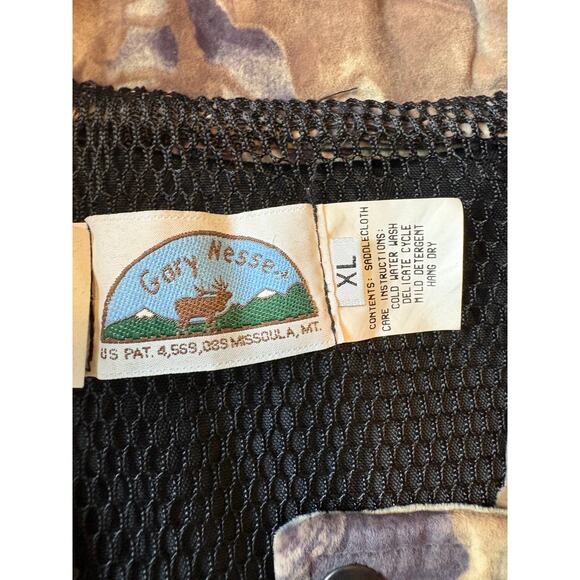 Gary Nesse
US PAT. 4,569,089 MISSOULA, MT.
XL
CONTENTS: SADDLECLOTH
CARE INSTRUCTIONS:
COLD WATER WASH
DELICATE CYCLE
MILD DETERGENT
HANG DRY